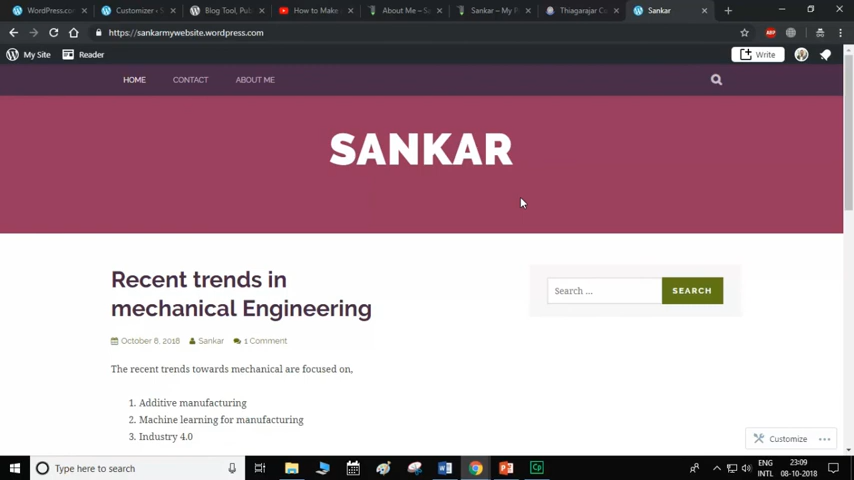 WordPress.co
Customizer ‹ S
Blog Tool, Pu
How to Make
About Me – Sa
Sankar – My P
Thiagarajar C
Sankar
https://sankarmywebsite.wordpress.com
ABP
My Site
Reader
Write
HOME
CONTACT
ABOUT ME
SANKAR
Recent trends in
mechanical Engineering
October 8, 2018
Sankar
1 Comment
Search ...
SEARCH
The recent trends towards mechanical are focused on,
1. Additive manufacturing
2. Machine learning for manufacturing
3. Industry 4.0
Customize
Type here to search
ENG
INTL
23:09
08-10-2018